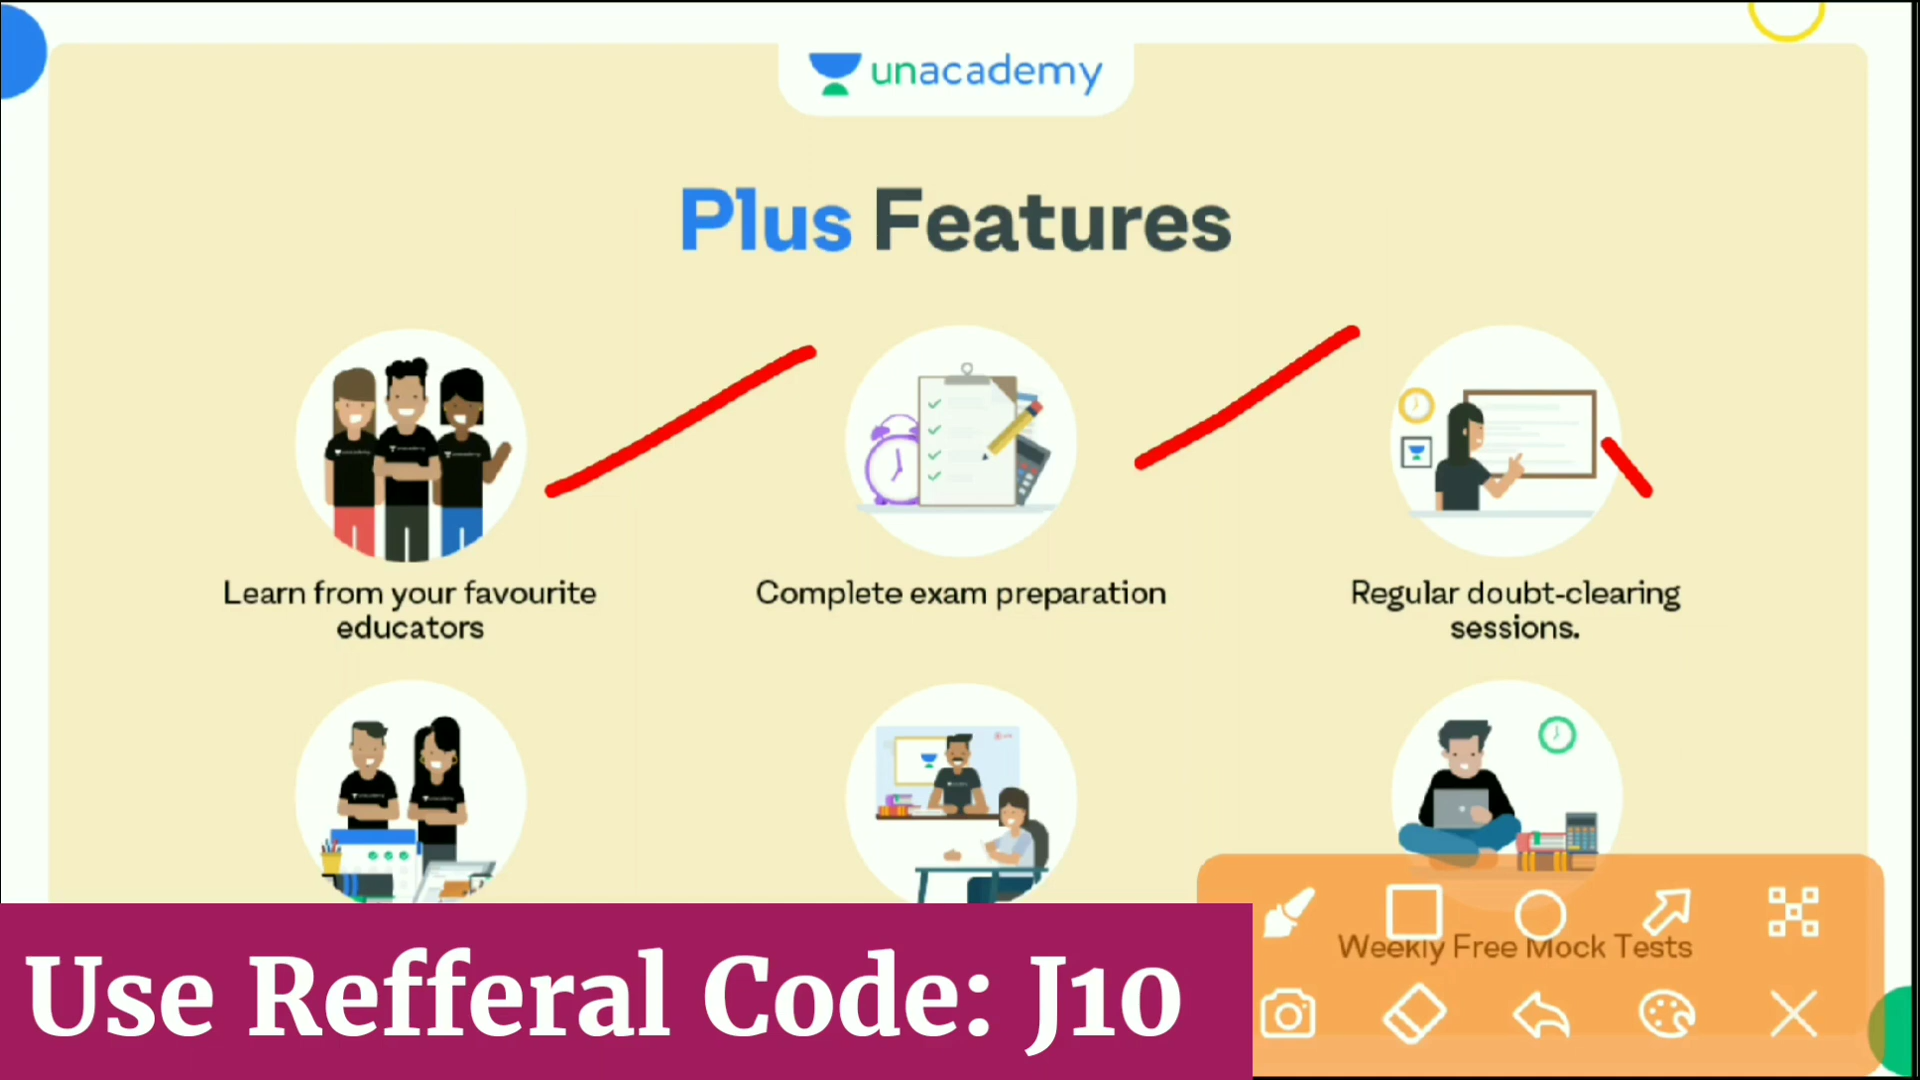 unacademy
Plus Features
Learn from your favourite
educators
Complete exam preparation
Regular doubt-clearing
sessions.
Weekly Free Mock Tests
Use Refferal Code: J10